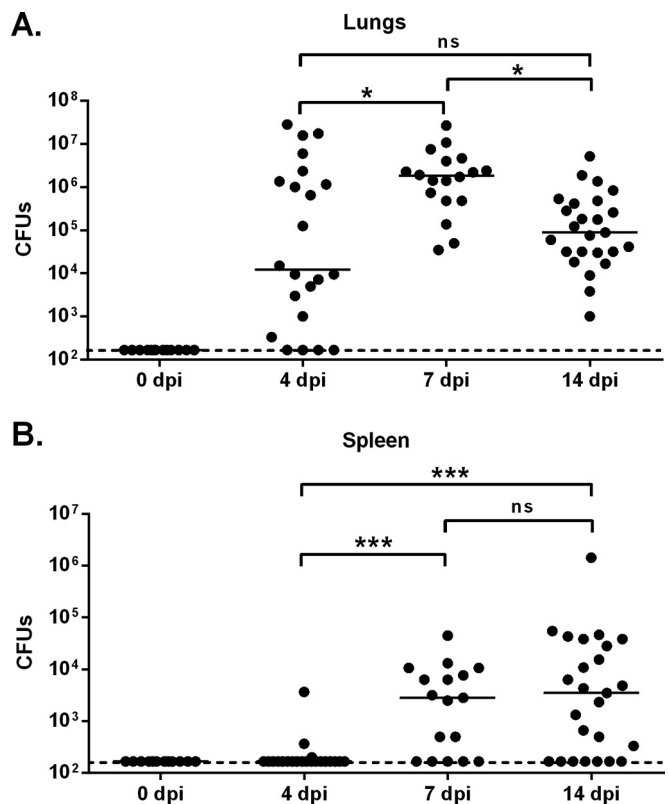 A.
Lungs
ns
*
*
10⁸
10⁷
10⁶
10⁵
10⁴
10³
10²
CFUs
0 dpi 4 dpi 7 dpi 14 dpi
B.
Spleen
***
ns
***
10⁷
10⁶
10⁵
10⁴
10³
10²
CFUs
0 dpi 4 dpi 7 dpi 14 dpi